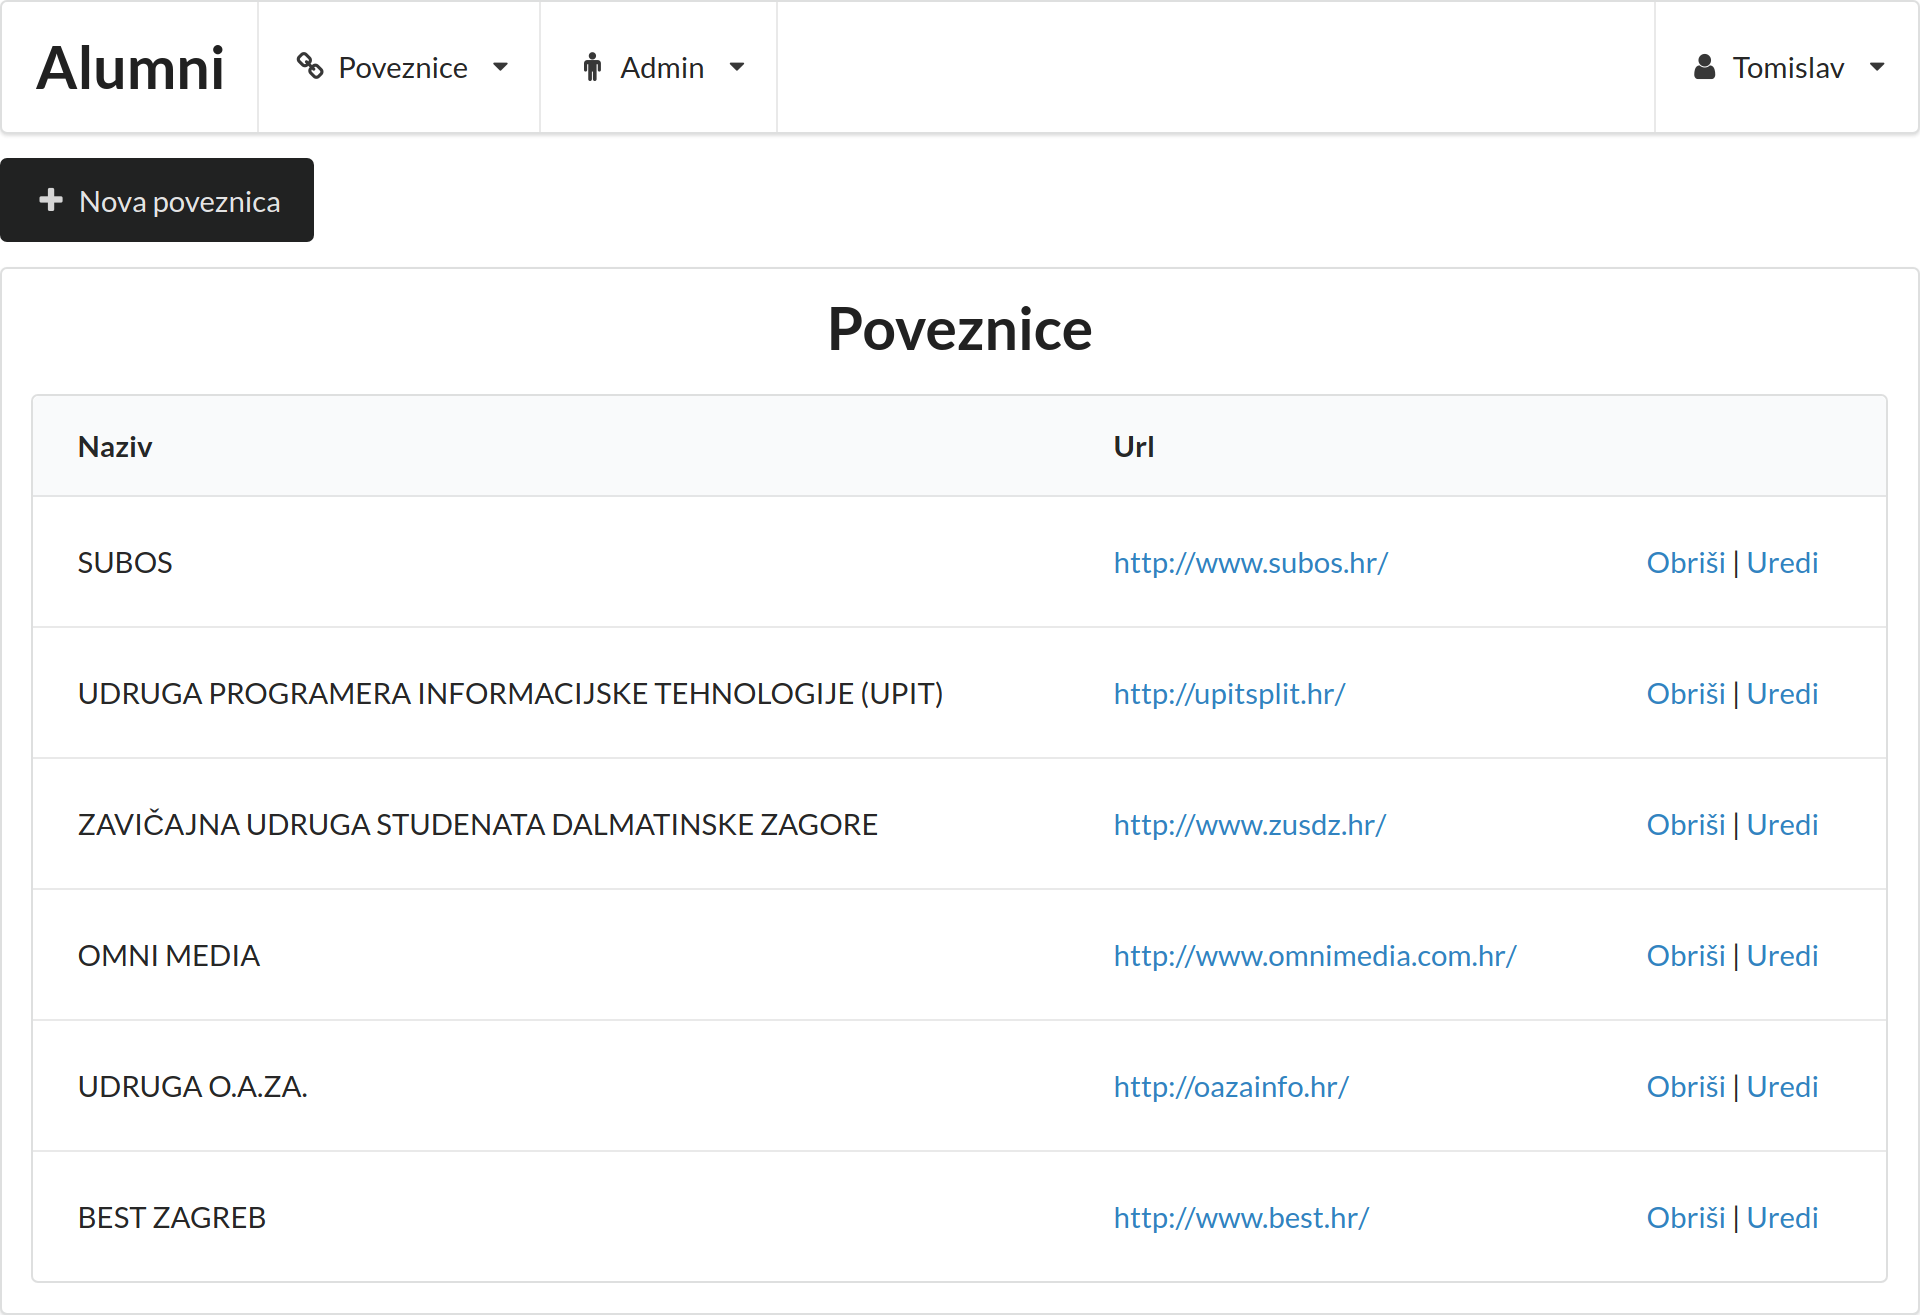 Alumni Poveznice Admin Tomislav
Nova poveznica
Poveznice
Naziv Url
SUBOS http://www.subos.hr/ Obriši | Uredi
UDRUGA PROGRAMERA INFORMACIJSKE TEHNOLOGIJE (UPIT) http://upitsplit.hr/ Obriši | Uredi
ZAVIČAJNA UDRUGA STUDENATA DALMATINSKE ZAGORE http://www.zusdz.hr/ Obriši | Uredi
OMNI MEDIA http://www.omnimedia.com.hr/ Obriši | Uredi
UDRUGA O.A.ZA. http://oazainfo.hr/ Obriši | Uredi
BEST ZAGREB http://www.best.hr/ Obriši | Uredi